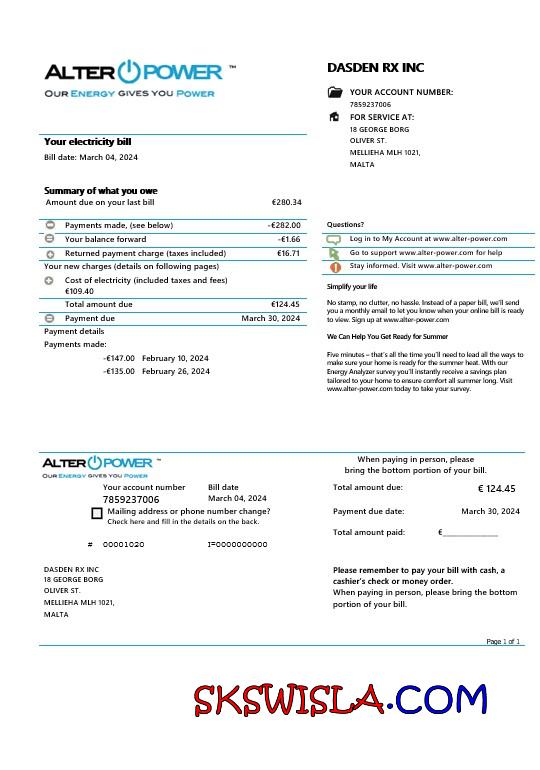 ALTER POWER ™
OUR ENERGY GIVES YOU POWER
DASDEN RX INC
YOUR ACCOUNT NUMBER:
7859237006
FOR SERVICE AT:
18 GEORGE BORG
OLIVER ST.
MELLIEHA MLH 1021,
MALTA
Your electricity bill
Bill date: March 04, 2024
Summary of what you owe
Amount due on your last bill €280.34
Payments made, (see below) -€282.00
Your balance forward -€1.66
Returned payment charge (taxes included) €16.71
Your new charges (details on following pages)
Cost of electricity (included taxes and fees)
€109.40
Total amount due €124.45
Payment due March 30, 2024
Payment details
Payments made:
-€147.00 February 10, 2024
-€135.00 February 26, 2024
Questions?
Log in to My Account at www.alter-power.com
Go to support www.alter-power.com for help
Stay informed. Visit www.alter-power.com
Simplify your life
No stamp, no clutter, no hassle. Instead of a paper bill, we'll send
you a monthly email to let you know when your online bill is ready
to view. Sign up at www.alter-power.com
We Can Help You Get Ready for Summer
Five minutes – that's all the time you'll need to lead all the ways to
make sure your home is ready for the summer heat. With our
Energy Analyzer survey you'll instantly receive a savings plan
tailored to your home to ensure comfort all summer long. Visit
www.alter-power.com today to take your survey.
ALTER POWER ™
OUR ENERGY GIVES YOU POWER
When paying in person, please
bring the bottom portion of your bill.
Your account number Bill date
7859237006 March 04, 2024
Mailing address or phone number change?
Check here and fill in the details on the back.
# 00001020 I=0000000000
Total amount due: € 124.45
Payment due date: March 30, 2024
Total amount paid: €____________
DASDEN RX INC
18 GEORGE BORG
OLIVER ST.
MELLIEHA MLH 1021,
MALTA
Please remember to pay your bill with cash, a
cashier's check or money order.
When paying in person, please bring the bottom
portion of your bill.
Page 1 of 1
SKSWISLA.COM